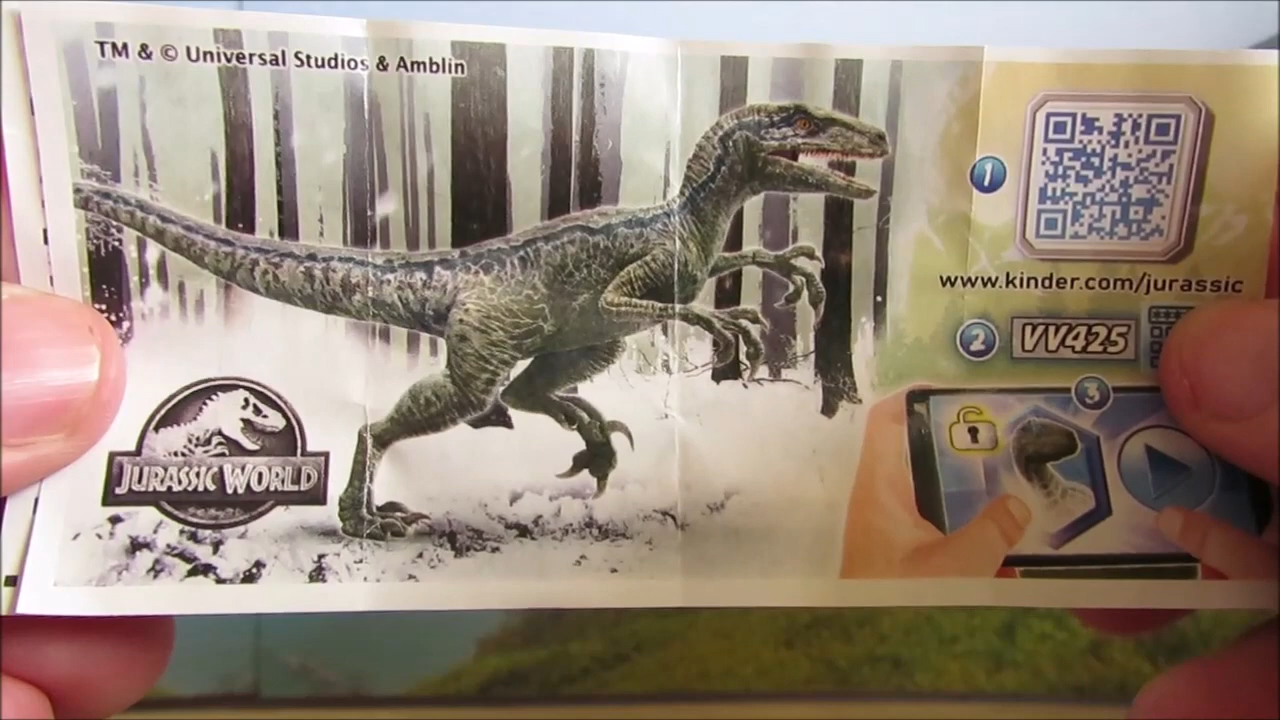 TM & © Universal Studios & Amblin
JURASSIC WORLD
1
www.kinder.com/jurassic
2 VV425
3